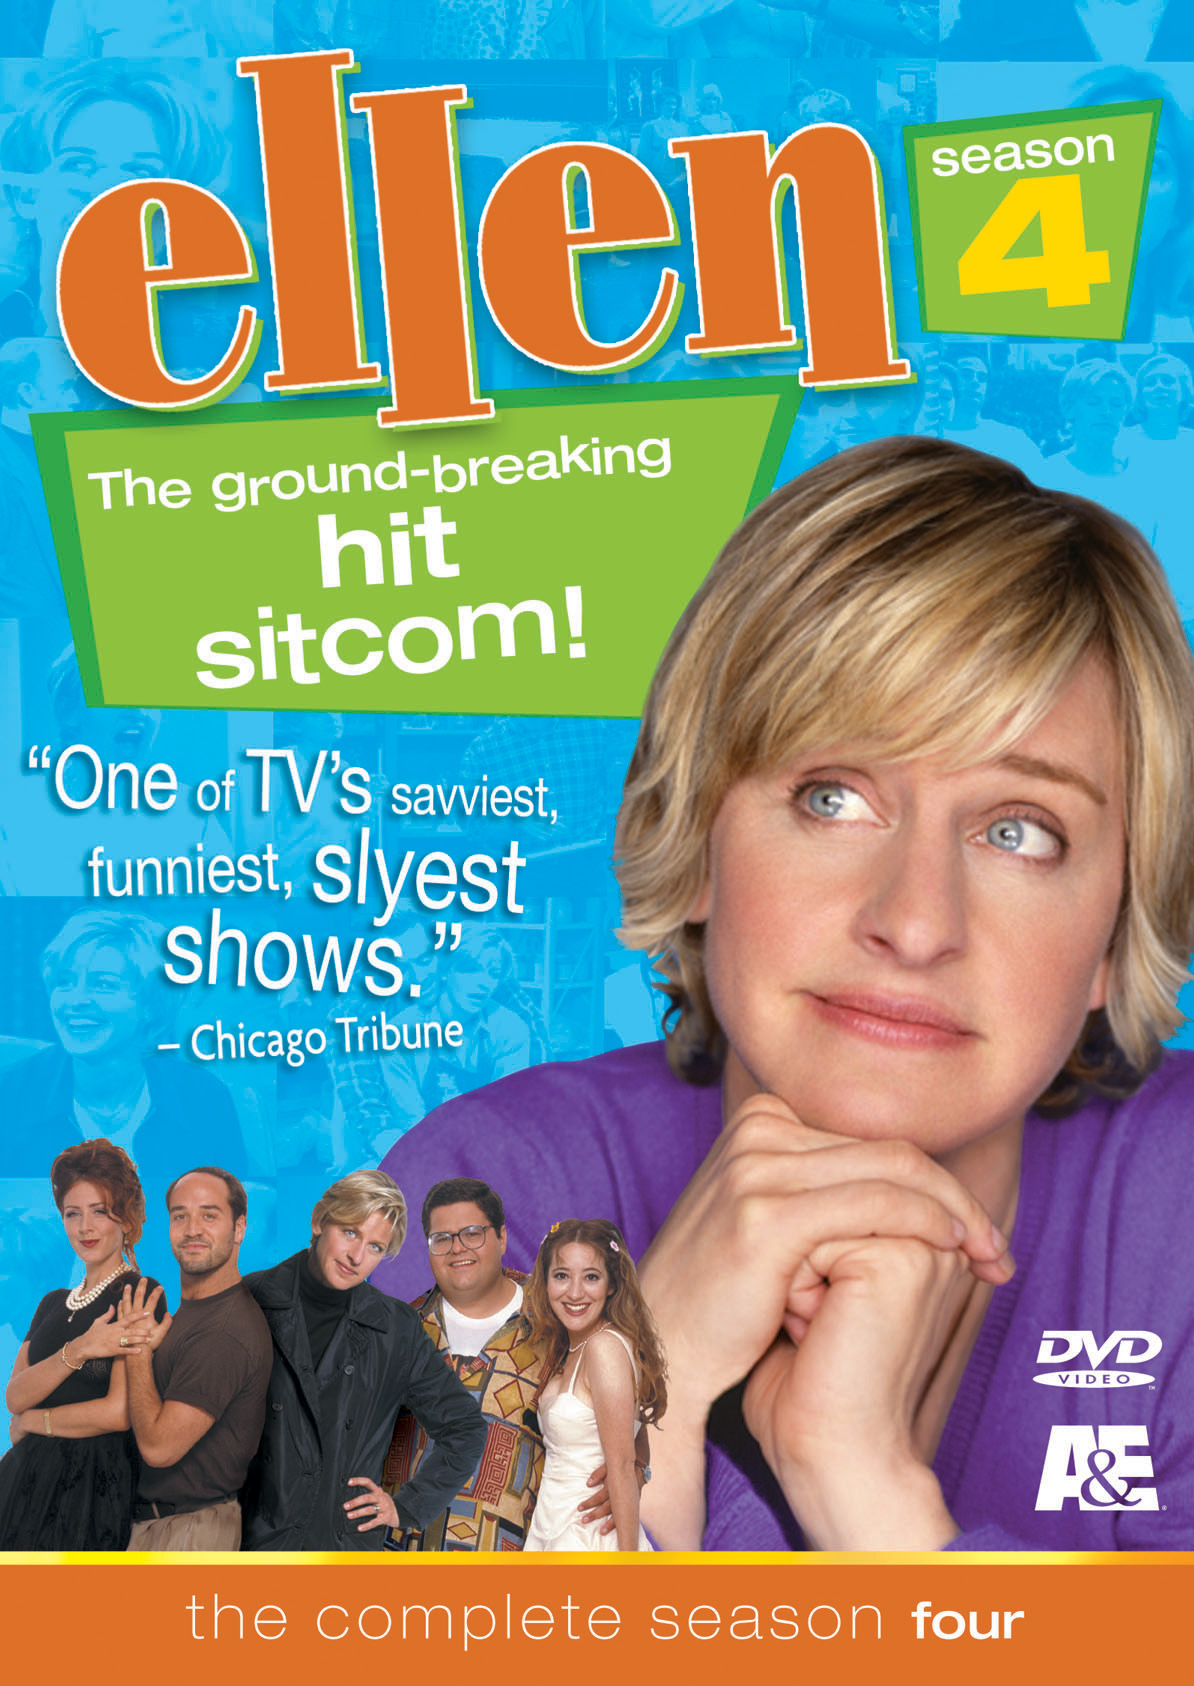 ellen
season
4
The ground-breaking
hit
sitcom!
“One of TV’s savviest,
funniest, slyest
shows.”
– Chicago Tribune
DVD
VIDEO
TM
A&E
®
the complete season four